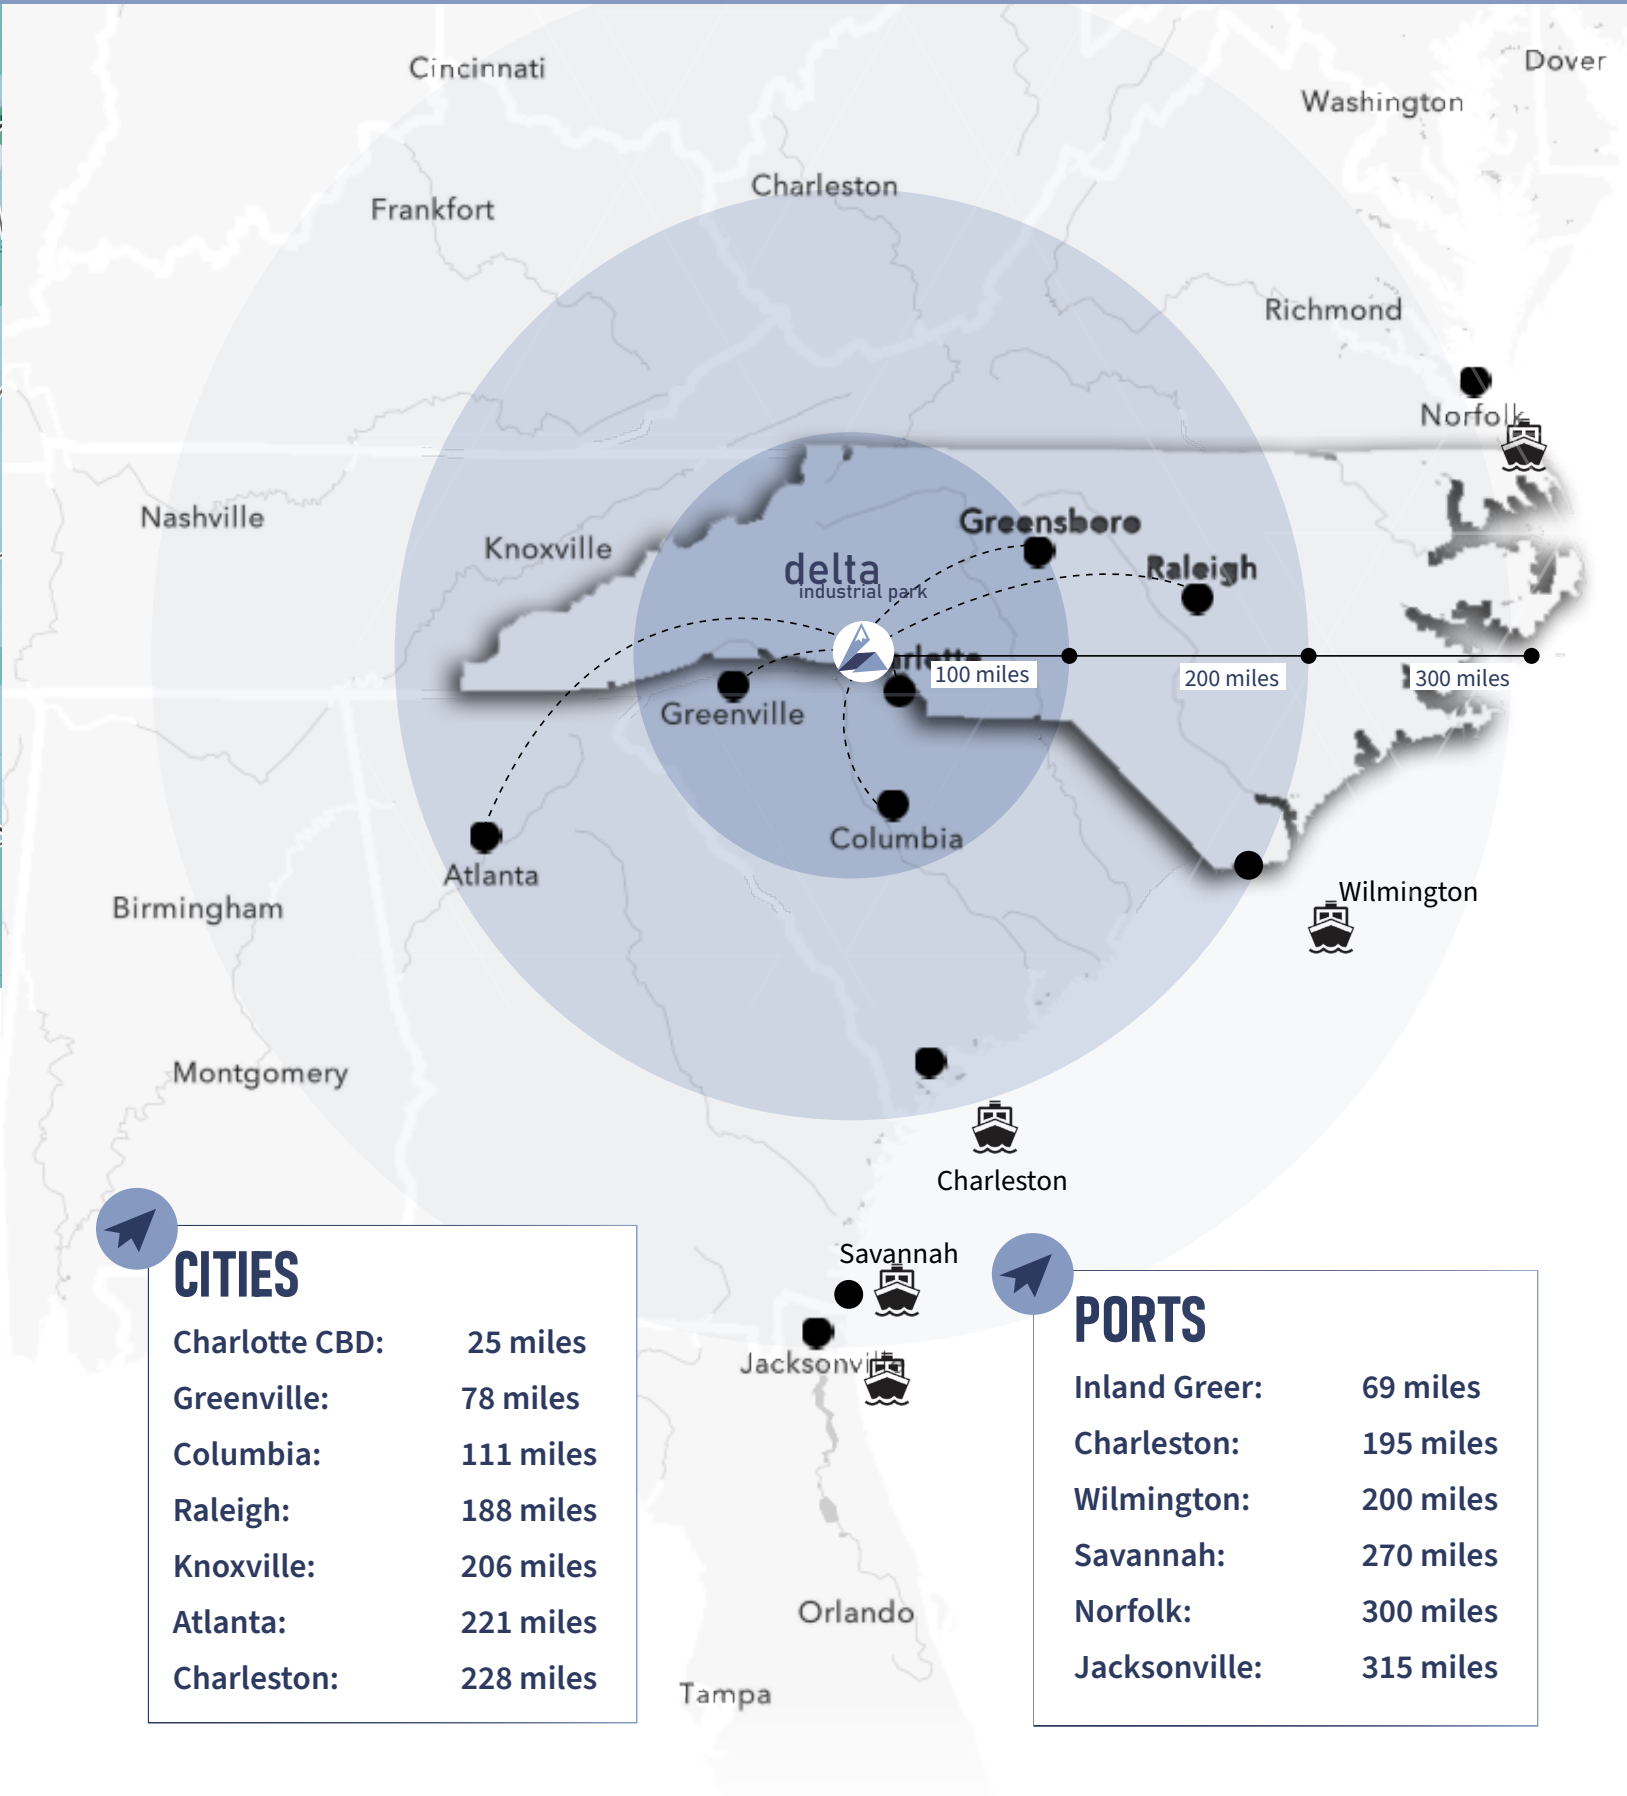 Cincinnati
Dover
Washington
Charleston
Frankfort
Richmond
Norfolk
Nashville
Greensboro
Knoxville
delta
industrial park
Raleigh
100 miles
200 miles
300 miles
Greenville
Columbia
Atlanta
Wilmington
Birmingham
Montgomery
Charleston
Savannah
Jacksonville
CITIES
Charlotte CBD: 25 miles
Greenville: 78 miles
Columbia: 111 miles
Raleigh: 188 miles
Knoxville: 206 miles
Atlanta: 221 miles
Charleston: 228 miles
PORTS
Inland Greer: 69 miles
Charleston: 195 miles
Wilmington: 200 miles
Savannah: 270 miles
Norfolk: 300 miles
Jacksonville: 315 miles
Orlando
Tampa